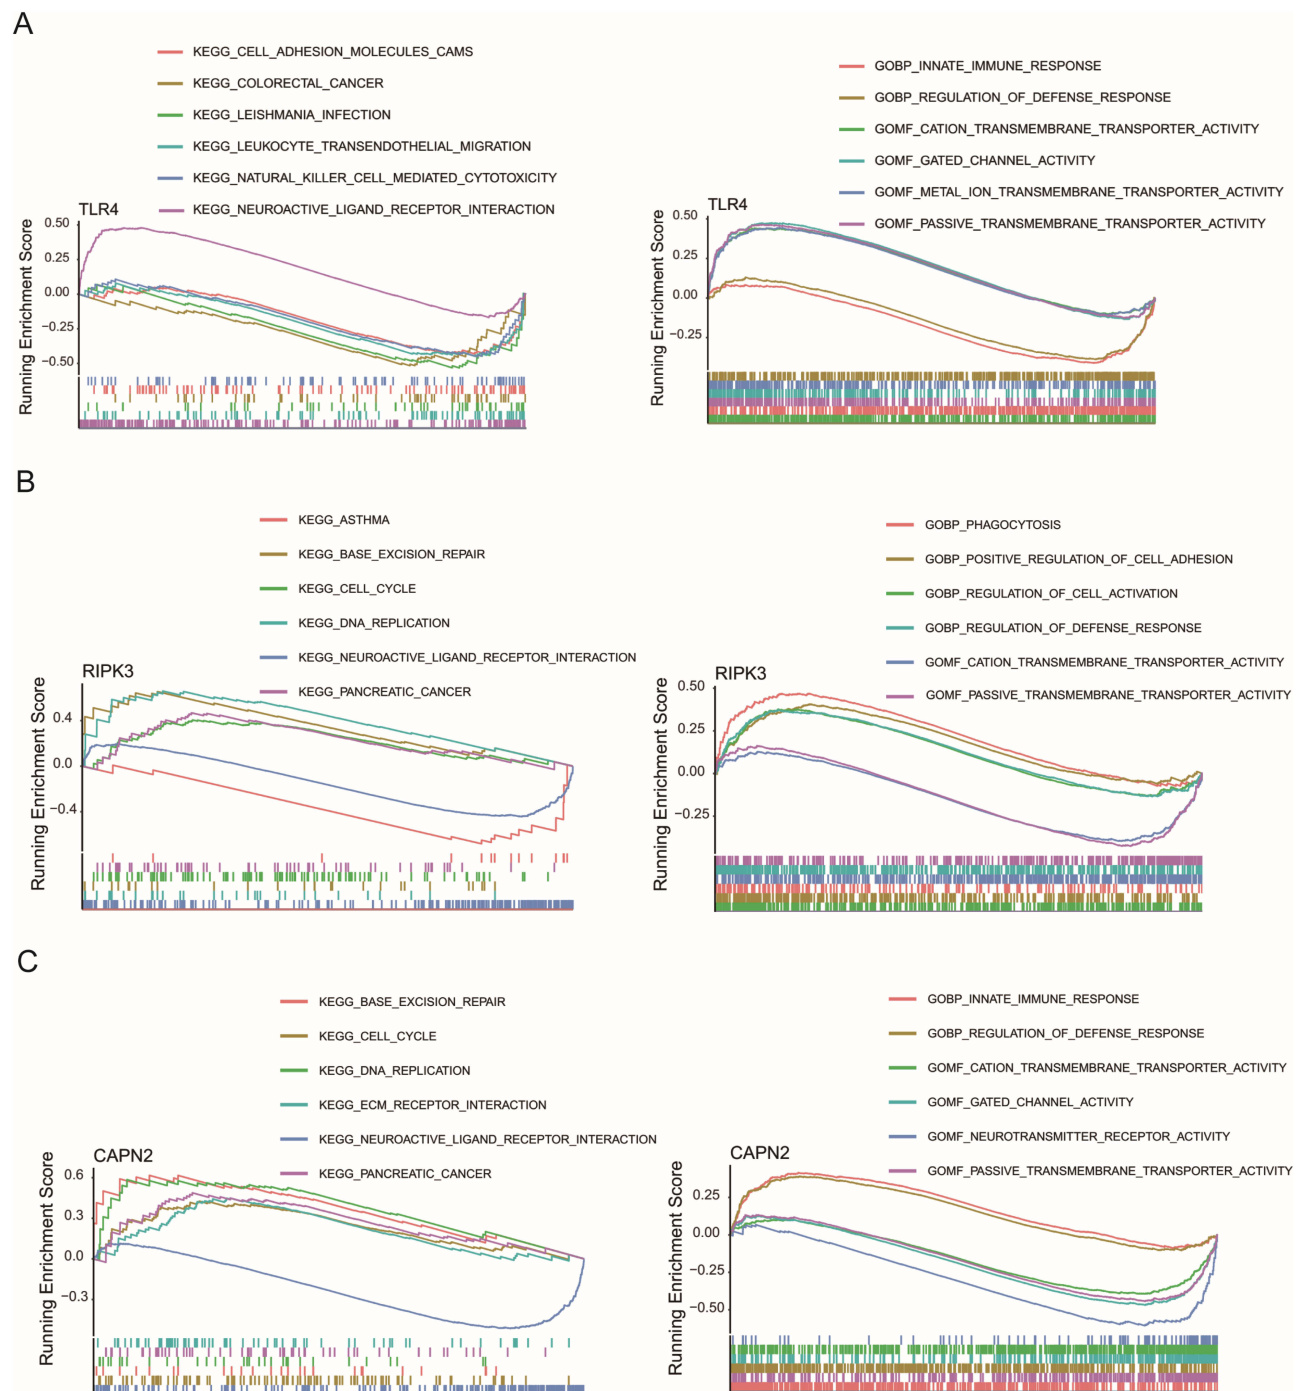 A
KEGG_CELL_ADHESION_MOLECULES_CAMS
KEGG_COLORECTAL_CANCER
KEGG_LEISHMANIA_INFECTION
KEGG_LEUKOCYTE_TRANSENDOTHELIAL_MIGRATION
KEGG_NATURAL_KILLER_CELL_MEDIATED_CYTOTOXICITY
KEGG_NEUROACTIVE_LIGAND_RECEPTOR_INTERACTION
TLR4
Running Enrichment Score
0.50
0.25
0.00
−0.25
−0.50
GOBP_INNATE_IMMUNE_RESPONSE
GOBP_REGULATION_OF_DEFENSE_RESPONSE
GOMF_CATION_TRANSMEMBRANE_TRANSPORTER_ACTIVITY
GOMF_GATED_CHANNEL_ACTIVITY
GOMF_METAL_ION_TRANSMEMBRANE_TRANSPORTER_ACTIVITY
GOMF_PASSIVE_TRANSMEMBRANE_TRANSPORTER_ACTIVITY
TLR4
Running Enrichment Score
0.50
0.25
0.00
−0.25
B
KEGG_ASTHMA
KEGG_BASE_EXCISION_REPAIR
KEGG_CELL_CYCLE
KEGG_DNA_REPLICATION
KEGG_NEUROACTIVE_LIGAND_RECEPTOR_INTERACTION
KEGG_PANCREATIC_CANCER
RIPK3
Running Enrichment Score
0.4
0.0
−0.4
GOBP_PHAGOCYTOSIS
GOBP_POSITIVE_REGULATION_OF_CELL_ADHESION
GOBP_REGULATION_OF_CELL_ACTIVATION
GOBP_REGULATION_OF_DEFENSE_RESPONSE
GOMF_CATION_TRANSMEMBRANE_TRANSPORTER_ACTIVITY
GOMF_PASSIVE_TRANSMEMBRANE_TRANSPORTER_ACTIVITY
RIPK3
Running Enrichment Score
0.50
0.25
0.00
−0.25
C
KEGG_BASE_EXCISION_REPAIR
KEGG_CELL_CYCLE
KEGG_DNA_REPLICATION
KEGG_ECM_RECEPTOR_INTERACTION
KEGG_NEUROACTIVE_LIGAND_RECEPTOR_INTERACTION
KEGG_PANCREATIC_CANCER
CAPN2
Running Enrichment Score
0.6
0.3
0.0
−0.3
GOBP_INNATE_IMMUNE_RESPONSE
GOBP_REGULATION_OF_DEFENSE_RESPONSE
GOMF_CATION_TRANSMEMBRANE_TRANSPORTER_ACTIVITY
GOMF_GATED_CHANNEL_ACTIVITY
GOMF_NEUROTRANSMITTER_RECEPTOR_ACTIVITY
GOMF_PASSIVE_TRANSMEMBRANE_TRANSPORTER_ACTIVITY
CAPN2
Running Enrichment Score
0.25
0.00
−0.25
−0.50